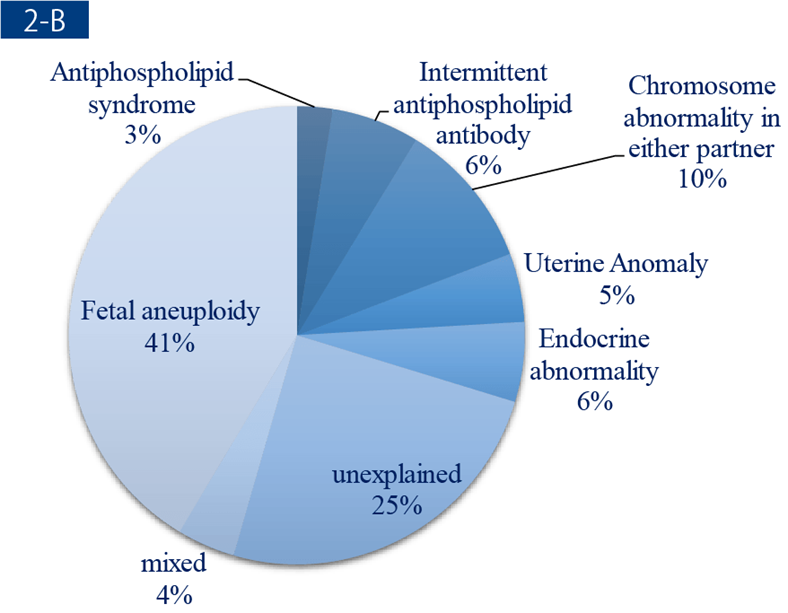 2-B
Antiphospholipid
syndrome
3%
Intermittent
antiphospholipid
antibody
6%
Chromosome
abnormality in
either partner
10%
Uterine Anomaly
5%
Endocrine
abnormality
6%
unexplained
25%
mixed
4%
Fetal aneuploidy
41%